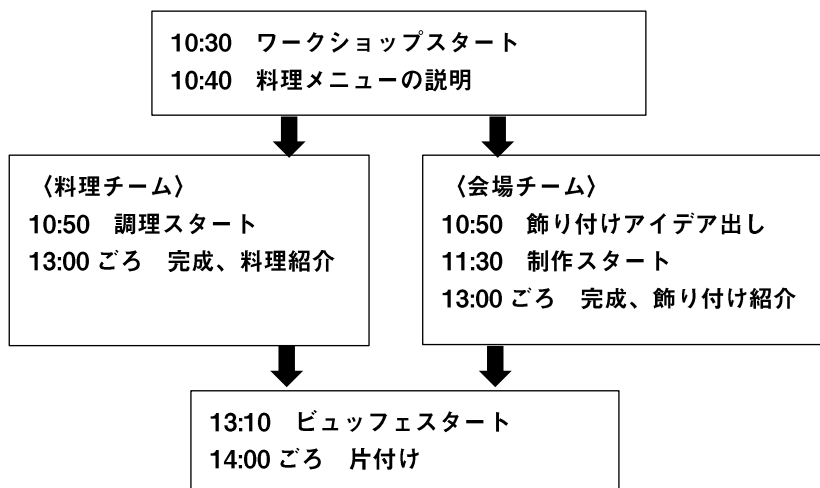 10:30　ワークショップスタート
10:40　料理メニューの説明
〈料理チーム〉
10:50　調理スタート
13:00 ごろ　完成、料理紹介
〈会場チーム〉
10:50　飾り付けアイデア出し
11:30　制作スタート
13:00 ごろ　完成、飾り付け紹介
13:10　ビュッフェスタート
14:00 ごろ　片付け